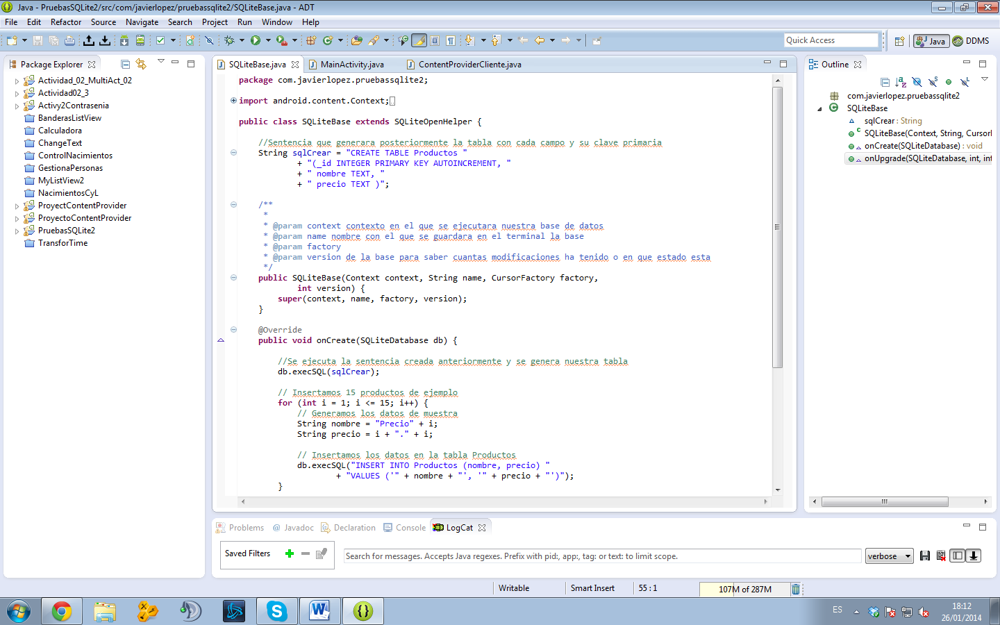 Java - PruebasSQLite2/src/com/javierlopez/pruebassqlite2/SQLiteBase.java - ADT
File Edit Refactor Source Navigate Search Project Run Window Help
Quick Access
Java
DDMS
Package Explorer
Actividad_02_MultiAct_02
Actividad02_3
Activy2Contrasenia
BanderasListView
Calculadora
ChangeText
ControlNacimientos
GestionaPersonas
MyListView2
NacimientosCyL
ProyectContentProvider
ProyectoContentProvider
PruebasSQLite2
TransforTime
SQLiteBase.java
MainActivity.java
ContentProviderCliente.java
package com.javierlopez.pruebassqlite2;
import android.content.Context;
public class SQLiteBase extends SQLiteOpenHelper {
//Sentencia que generara posteriormente la tabla con cada campo y su clave primaria
String sqlCrear = "CREATE TABLE Productos "
+ "(_id INTEGER PRIMARY KEY AUTOINCREMENT, "
+ " nombre TEXT, "
+ " precio TEXT )";
/**
*
* @param context contexto en el que se ejecutara nuestra base de datos
* @param name nombre con el que se guardara en el terminal la base
* @param factory
* @param version de la base para saber cuantas modificaciones ha tenido o en que estado esta
*/
public SQLiteBase(Context context, String name, CursorFactory factory,
int version) {
super(context, name, factory, version);
}
@Override
public void onCreate(SQLiteDatabase db) {
//Se ejecuta la sentencia creada anteriormente y se genera nuestra tabla
db.execSQL(sqlCrear);
// Insertamos 15 productos de ejemplo
for (int i = 1; i <= 15; i++) {
// Generamos los datos de muestra
String nombre = "Precio" + i;
String precio = i + "." + i;
// Insertamos los datos en la tabla Productos
db.execSQL("INSERT INTO Productos (nombre, precio) "
+ "VALUES ('" + nombre + "', '" + precio + "')");
}
Outline
com.javierlopez.pruebassqlite2
SQLiteBase
sqlCrear : String
SQLiteBase(Context, String, Cursorl
onCreate(SQLiteDatabase) : void
onUpgrade(SQLiteDatabase, int, int
Problems
@ Javadoc
Declaration
Console
LogCat
Saved Filters
Search for messages. Accepts Java regexes. Prefix with pid:, app:, tag: or text: to limit scope.
verbose
Writable
Smart Insert
55 : 1
107M of 287M
ES
18:12
26/01/2014